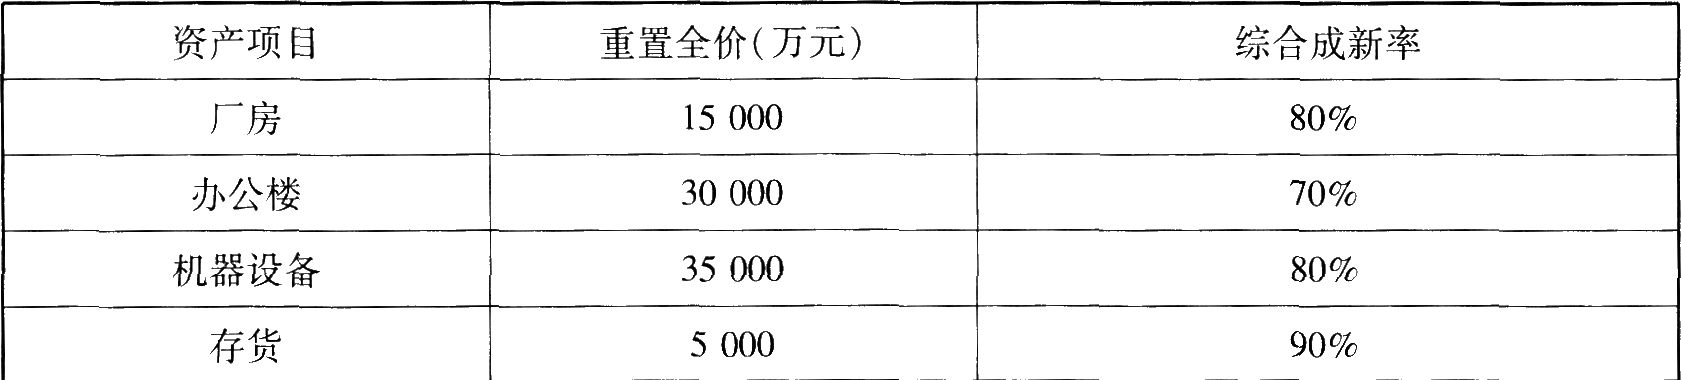 资产项目 重置全价(万元) 综合成新率
厂房 15 000 80%
办公楼 30 000 70%
机器设备 35 000 80%
存货 5 000 90%